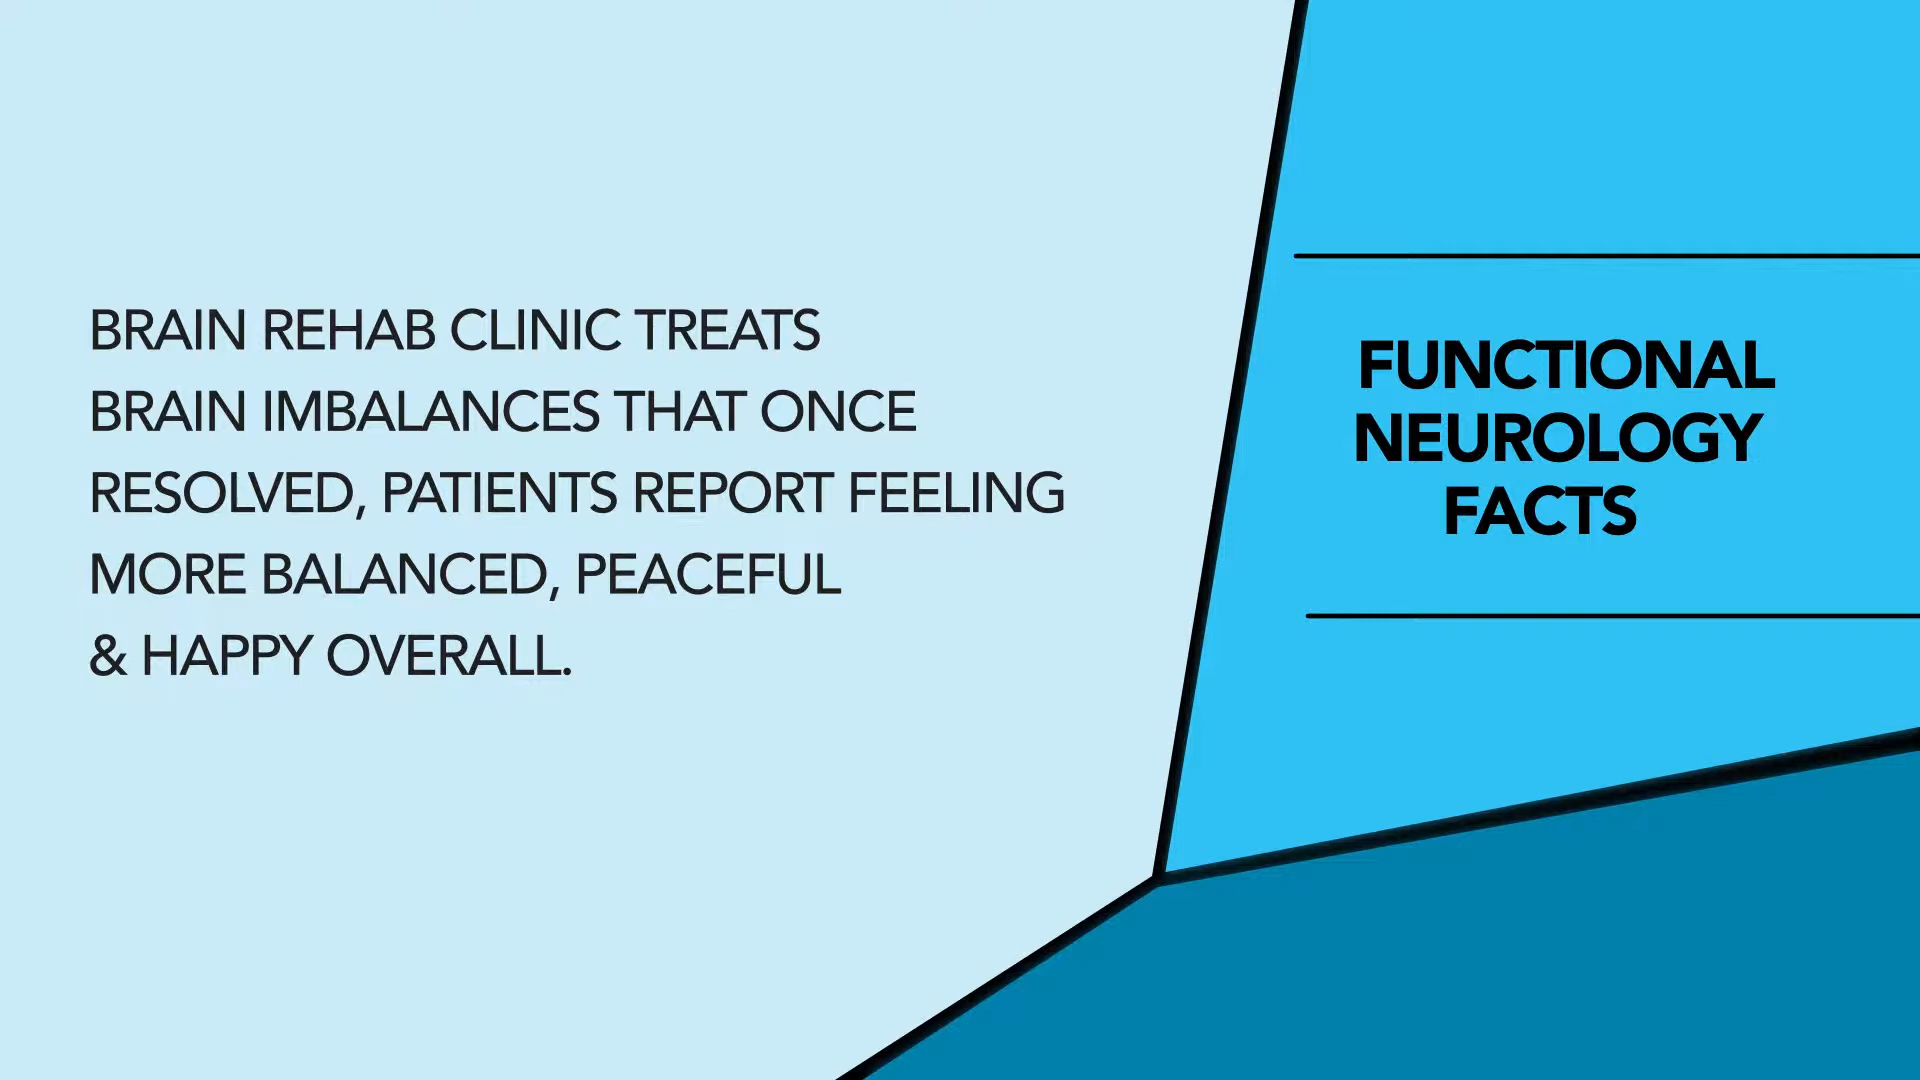 BRAIN REHAB CLINIC TREATS
BRAIN IMBALANCES THAT ONCE
RESOLVED, PATIENTS REPORT FEELING
MORE BALANCED, PEACEFUL
& HAPPY OVERALL.
FUNCTIONAL
NEUROLOGY
FACTS